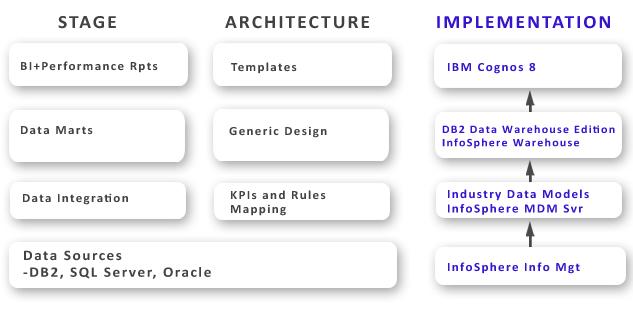 STAGE
ARCHITECTURE
IMPLEMENTATION
BI+Performance Rpts
Templates
IBM Cognos 8
Data Marts
Generic Design
DB2 Data Warehouse Edition
InfoSphere Warehouse
Data Integration
KPIs and Rules
Mapping
Industry Data Models
InfoSphere MDM Svr
Data Sources
-DB2, SQL Server, Oracle
InfoSphere Info Mgt